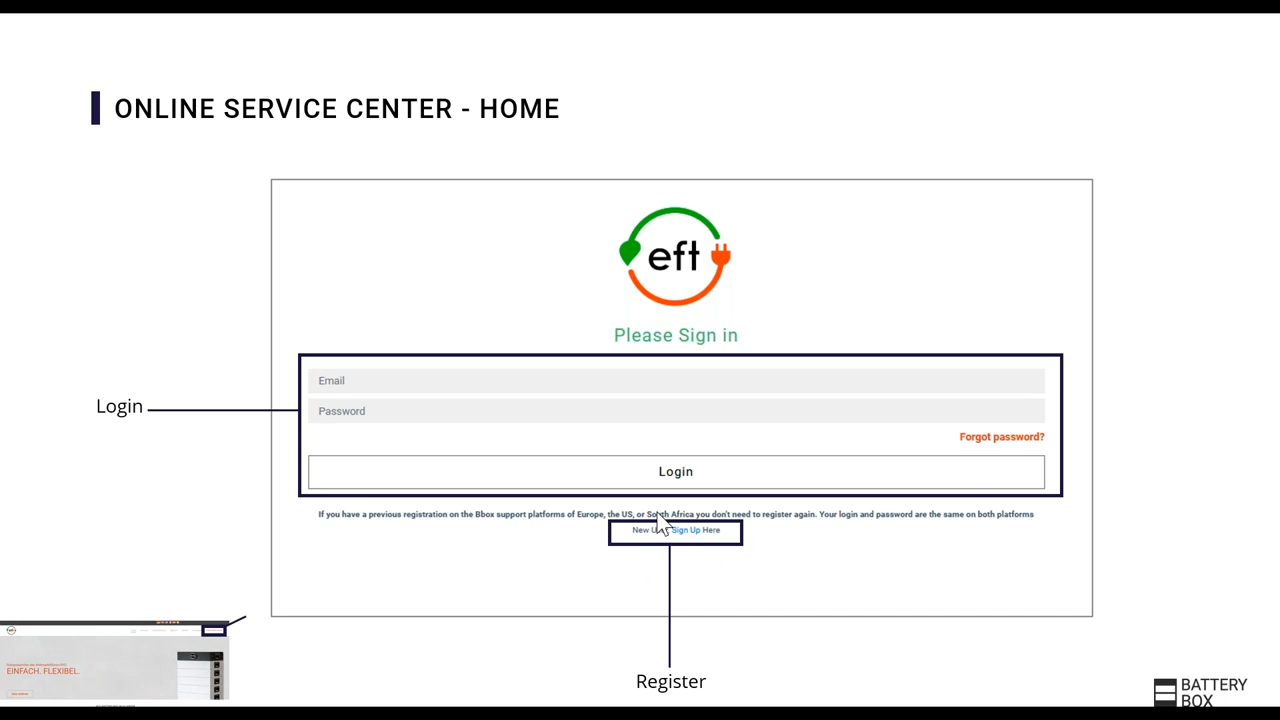 ONLINE SERVICE CENTER - HOME
eft
Please Sign in
Email
Login
Password
Forgot password?
Login
If you have a previous registration on the Bbox support platforms of Europe, the US, or South Africa you don't need to register again. Your login and password are the same on both platforms
New Sign Up Here
EINFACH. FLEXIBEL.
Register
BATTERY
BOX